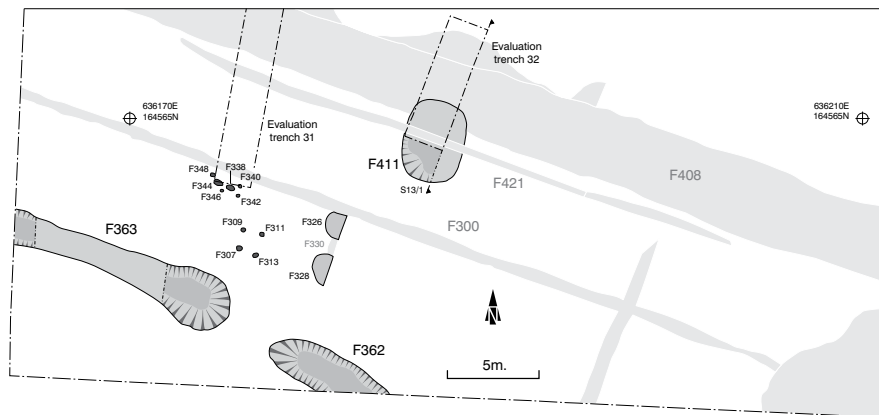 Evaluation
trench 32
636170E
164565N
636210E
164565N
Evaluation
trench 31
F348
F338
F340
F344
F346
F342
F411
S13/1
F421
F408
F309
F311
F326
F300
F363
F330
F307
F313
F328
N
F362
5m.